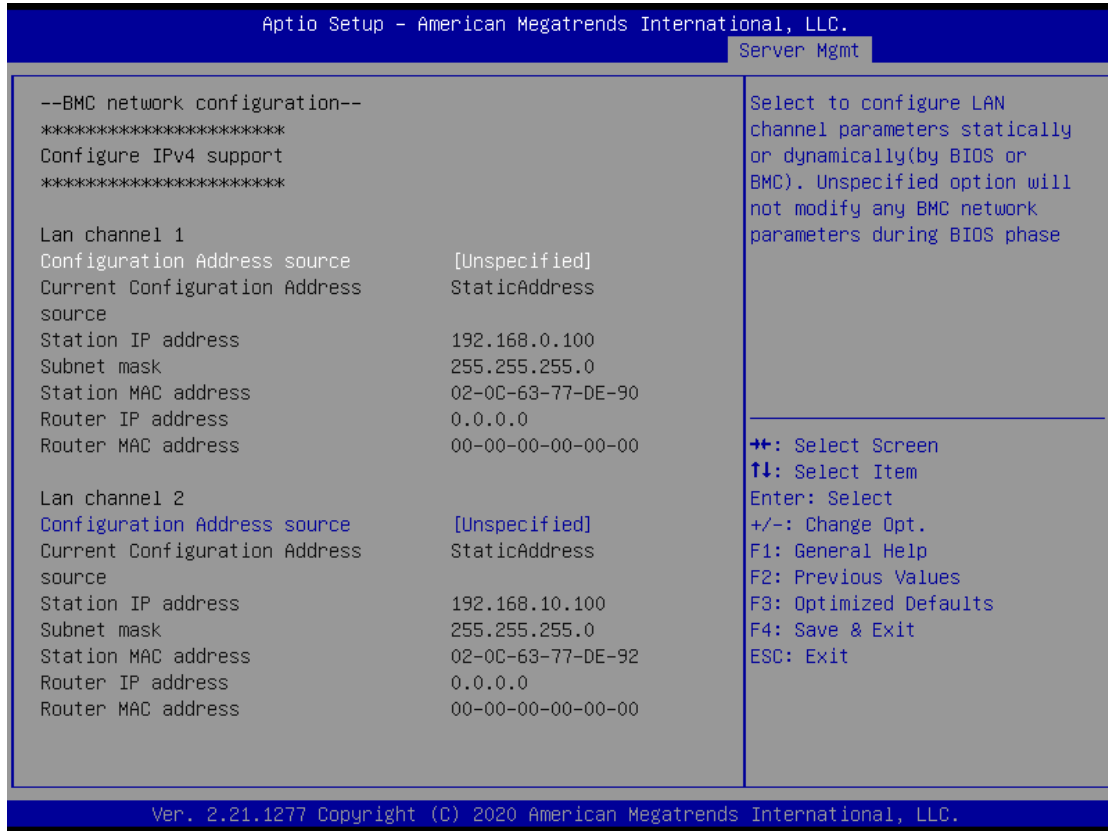 Aptio Setup – American Megatrends International, LLC.
Server Mgmt
--BMC network configuration--
**********************
Configure IPv4 support
**********************
Lan channel 1
Configuration Address source [Unspecified]
Current Configuration Address StaticAddress
source
Station IP address 192.168.0.100
Subnet mask 255.255.255.0
Station MAC address 02-0C-63-77-DE-90
Router IP address 0.0.0.0
Router MAC address 00-00-00-00-00-00
Lan channel 2
Configuration Address source [Unspecified]
Current Configuration Address StaticAddress
source
Station IP address 192.168.10.100
Subnet mask 255.255.255.0
Station MAC address 02-0C-63-77-DE-92
Router IP address 0.0.0.0
Router MAC address 00-00-00-00-00-00
Select to configure LAN
channel parameters statically
or dynamically(by BIOS or
BMC). Unspecified option will
not modify any BMC network
parameters during BIOS phase
→←: Select Screen
↑↓: Select Item
Enter: Select
+/-: Change Opt.
F1: General Help
F2: Previous Values
F3: Optimized Defaults
F4: Save & Exit
ESC: Exit
Ver. 2.21.1277 Copyright (C) 2020 American Megatrends International, LLC.